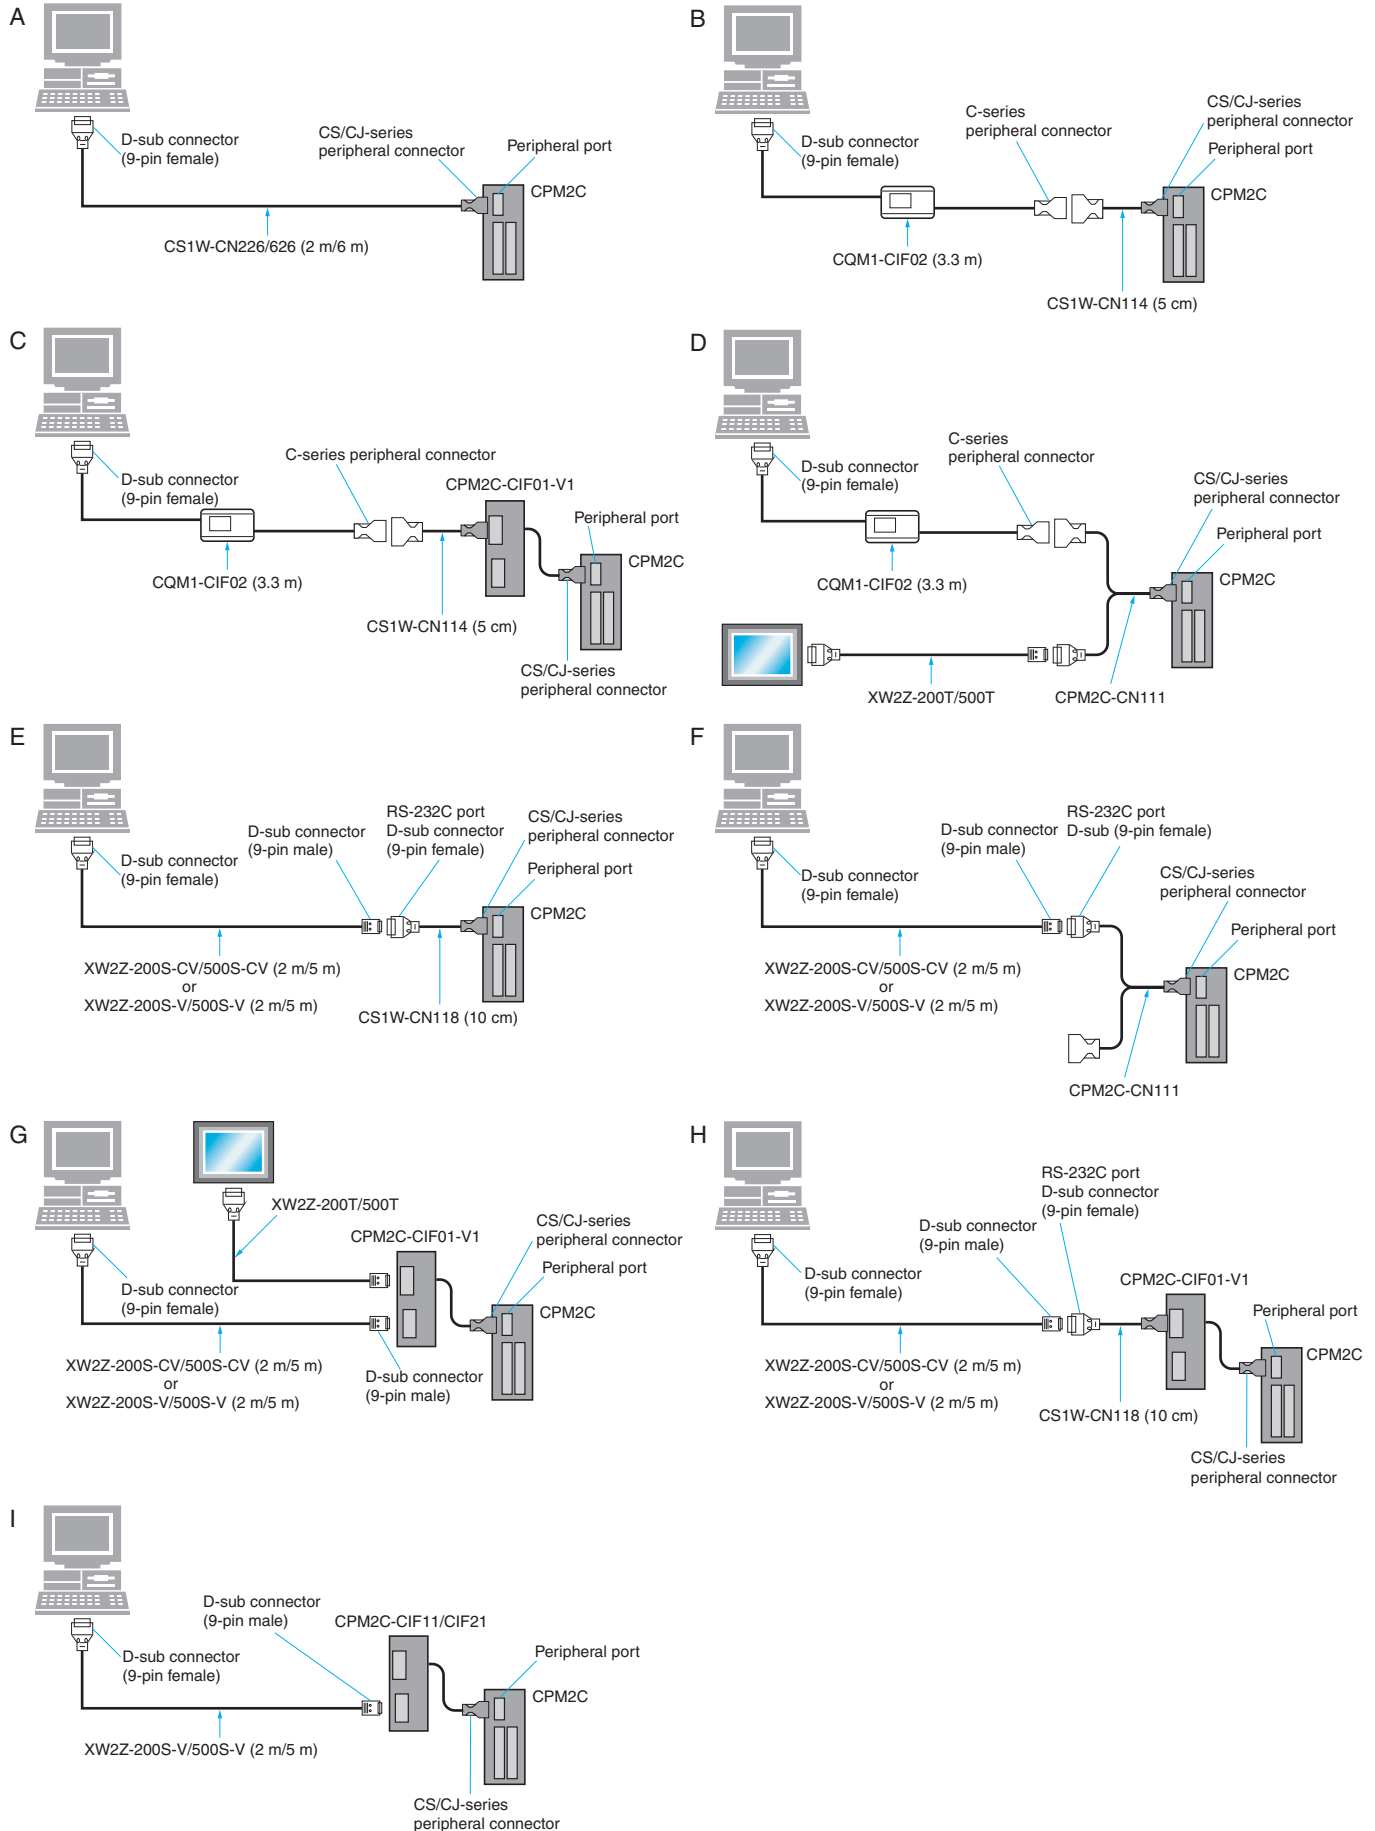 A
D-sub connector
(9-pin female)
CS/CJ-series
peripheral connector
Peripheral port
CPM2C
CS1W-CN226/626 (2 m/6 m)
B
D-sub connector
(9-pin female)
C-series
peripheral connector
CS/CJ-series
peripheral connector
Peripheral port
CPM2C
CQM1-CIF02 (3.3 m)
CS1W-CN114 (5 cm)
C
D-sub connector
(9-pin female)
C-series peripheral connector
CPM2C-CIF01-V1
Peripheral port
CPM2C
CQM1-CIF02 (3.3 m)
CS1W-CN114 (5 cm)
CS/CJ-series
peripheral connector
D
D-sub connector
(9-pin female)
C-series
peripheral connector
CS/CJ-series
peripheral connector
Peripheral port
CPM2C
CQM1-CIF02 (3.3 m)
XW2Z-200T/500T
CPM2C-CN111
E
D-sub connector
(9-pin female)
D-sub connector
(9-pin male)
RS-232C port
D-sub connector
(9-pin female)
CS/CJ-series
peripheral connector
Peripheral port
CPM2C
XW2Z-200S-CV/500S-CV (2 m/5 m)
or
XW2Z-200S-V/500S-V (2 m/5 m)
CS1W-CN118 (10 cm)
F
D-sub connector
(9-pin female)
D-sub connector
(9-pin male)
RS-232C port
D-sub (9-pin female)
CS/CJ-series
peripheral connector
Peripheral port
CPM2C
XW2Z-200S-CV/500S-CV (2 m/5 m)
or
XW2Z-200S-V/500S-V (2 m/5 m)
CPM2C-CN111
G
XW2Z-200T/500T
D-sub connector
(9-pin female)
CPM2C-CIF01-V1
CS/CJ-series
peripheral connector
Peripheral port
CPM2C
XW2Z-200S-CV/500S-CV (2 m/5 m)
or
XW2Z-200S-V/500S-V (2 m/5 m)
D-sub connector
(9-pin male)
H
D-sub connector
(9-pin female)
D-sub connector
(9-pin male)
RS-232C port
D-sub connector
(9-pin female)
CPM2C-CIF01-V1
Peripheral port
CPM2C
XW2Z-200S-CV/500S-CV (2 m/5 m)
or
XW2Z-200S-V/500S-V (2 m/5 m)
CS1W-CN118 (10 cm)
CS/CJ-series
peripheral connector
I
D-sub connector
(9-pin female)
D-sub connector
(9-pin male)
CPM2C-CIF11/CIF21
Peripheral port
CPM2C
XW2Z-200S-V/500S-V (2 m/5 m)
CS/CJ-series
peripheral connector